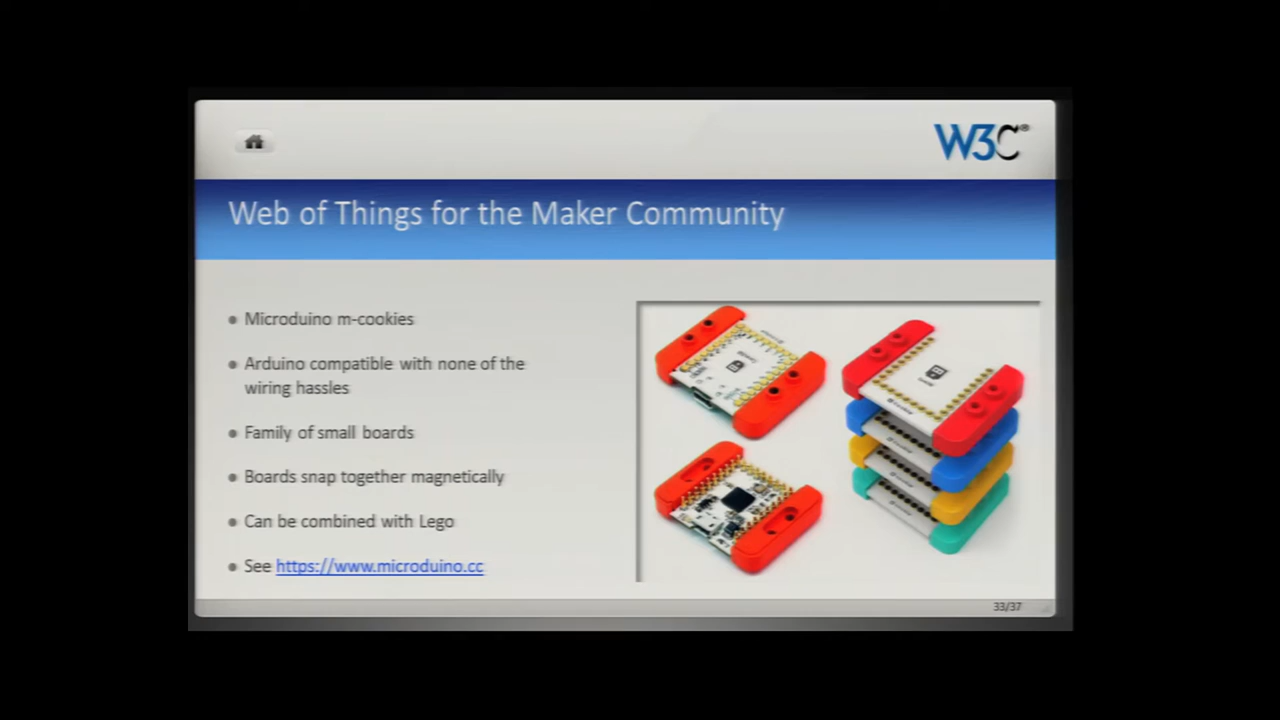 W3C®
Web of Things for the Maker Community
• Microduino m-cookies
• Arduino compatible with none of the
wiring hassles
• Family of small boards
• Boards snap together magnetically
• Can be combined with Lego
• See https://www.microduino.cc
33/37